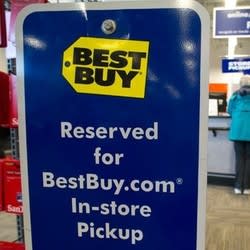 BEST
BUY
Reserved
for
BestBuy.com®
In-store
Pickup